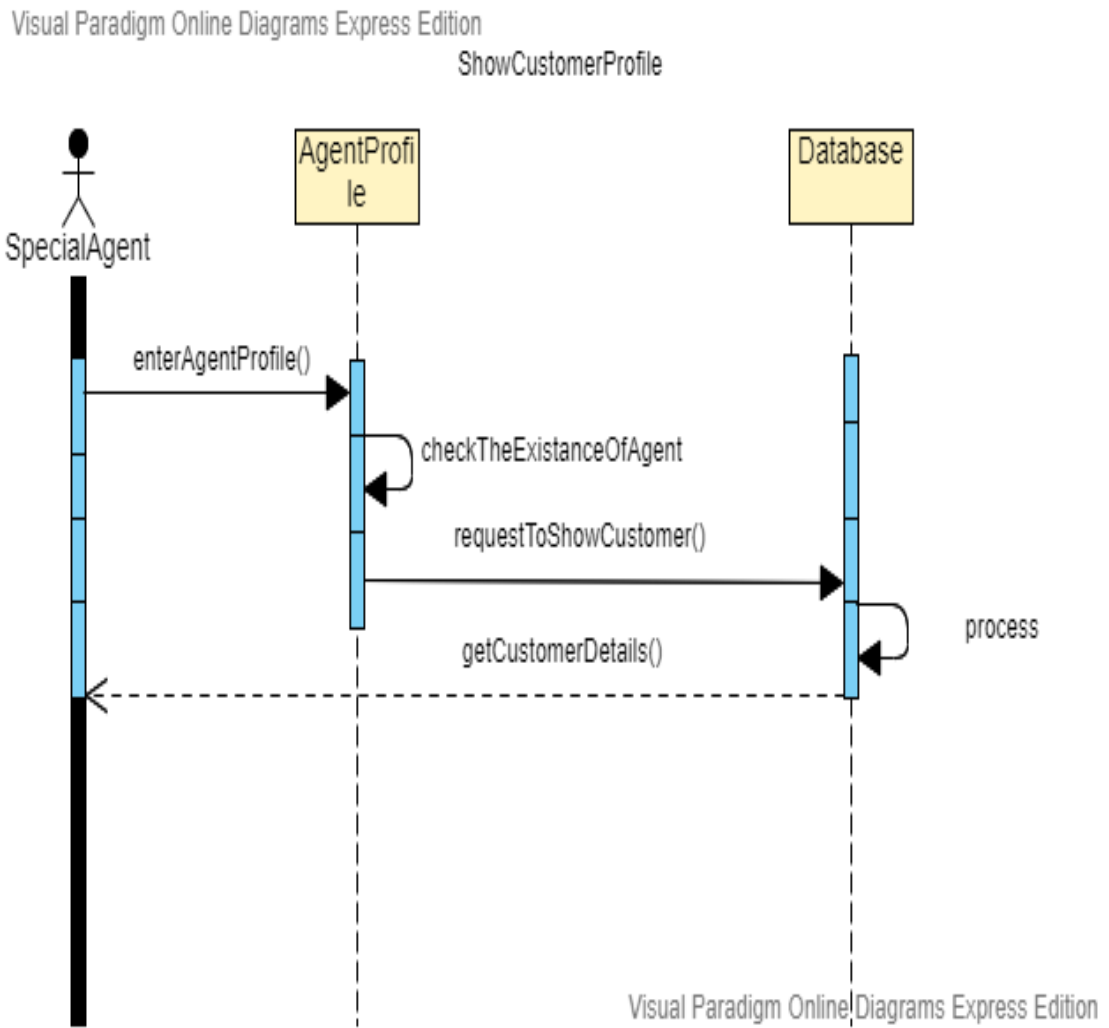 Visual Paradigm Online Diagrams Express Edition
ShowCustomerProfile
SpecialAgent
AgentProfi
le
Database
enterAgentProfile()
checkTheExistanceOfAgent
requestToShowCustomer()
process
getCustomerDetails()
Visual Paradigm Online Diagrams Express Edition